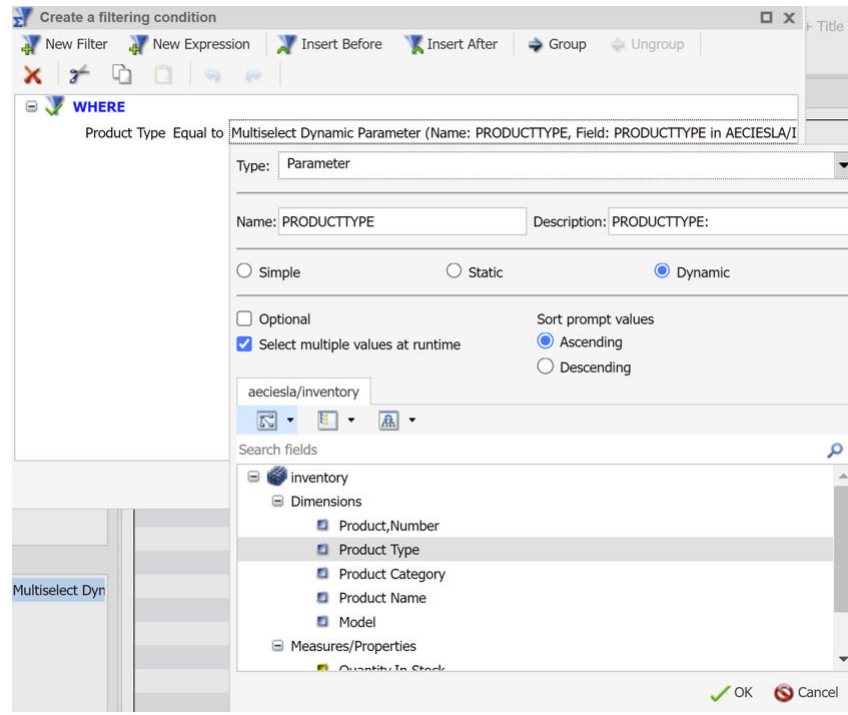 Create a filtering condition
+ Title
New Filter New Expression Insert Before Insert After Group Ungroup
WHERE
Product Type Equal to Multiselect Dynamic Parameter (Name: PRODUCTTYPE, Field: PRODUCTTYPE in AECIESLA/I
Type: Parameter
Name: PRODUCTTYPE Description: PRODUCTTYPE:
Simple Static Dynamic
Optional Sort prompt values
Select multiple values at runtime Ascending
Descending
aeciesla/inventory
Search fields
inventory
Dimensions
Product,Number
Product Type
Product Category
Multiselect Dyn
Product Name
Model
Measures/Properties
Quantity In Stock
OK Cancel